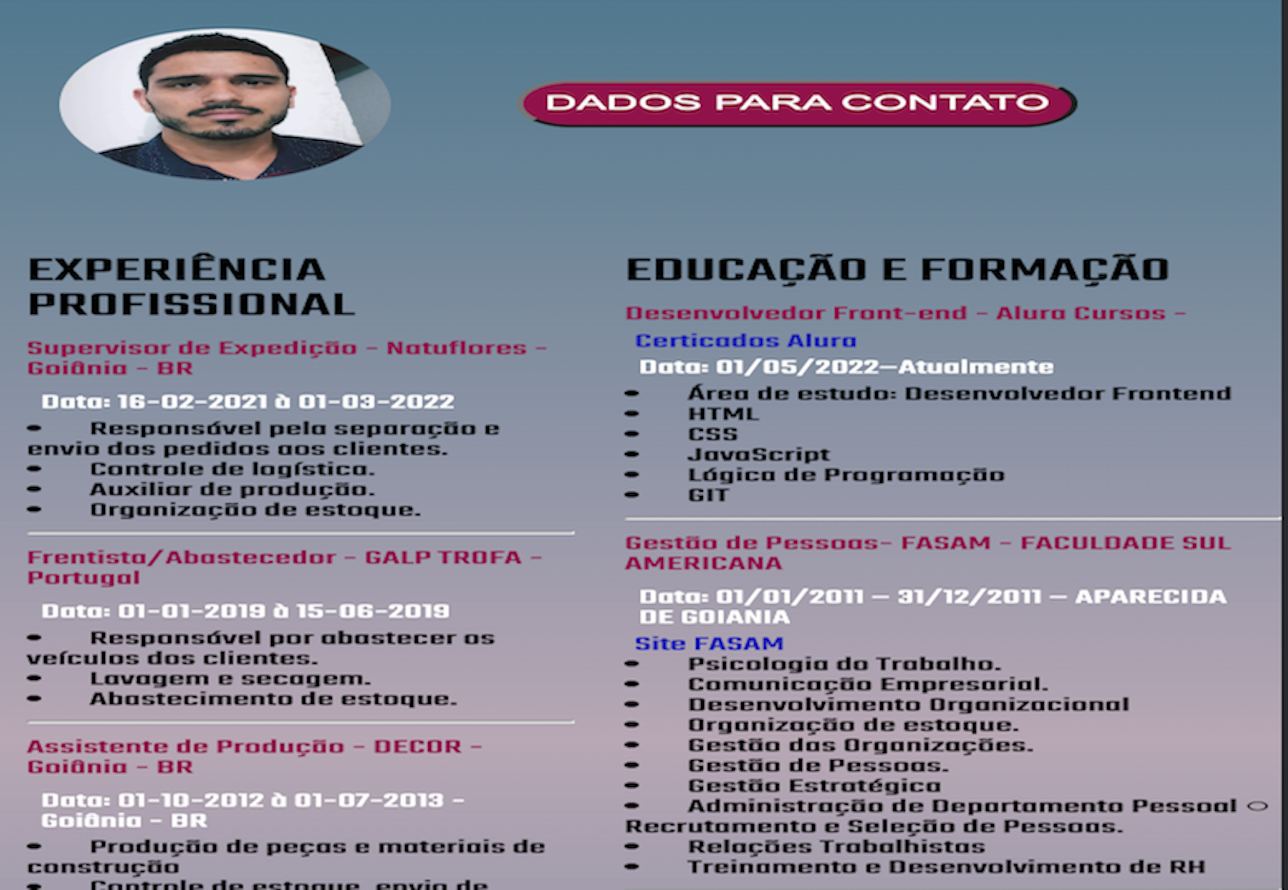 DADOS PARA CONTATO
EXPERIÊNCIA
PROFISSIONAL
Supervisor de Expedição - Natuflores -
Goiânia - BR
Data: 16-02-2021 à 01-03-2022
• Responsável pela separação e
envio dos pedidos aos clientes.
• Controle de logística.
• Auxiliar de produção.
• Organização de estoque.
Frentista/Abastecedor - GALP TROFA -
Portugal
Data: 01-01-2019 à 15-06-2019
• Responsável por abastecer os
veículos dos clientes.
• Lavagem e secagem.
• Abastecimento de estoque.
Assistente de Produção - DECOR -
Goiânia - BR
Data: 01-10-2012 à 01-07-2013 -
Goiânia - BR
• Produção de peças e materiais de
construção
• Controle de estoque, envio de
EDUCAÇÃO E FORMAÇÃO
Desenvolvedor Front-end - Alura Cursos -
Certicados Alura
Data: 01/05/2022—Atualmente
• Área de estudo: Desenvolvedor Frontend
• HTML
• CSS
• JavaScript
• Lógica de Programação
• GIT
Gestão de Pessoas- FASAM - FACULDADE SUL
AMERICANA
Data: 01/01/2011 – 31/12/2011 – APARECIDA
DE GOIANIA
Site FASAM
• Psicologia do Trabalho.
• Comunicação Empresarial.
• Desenvolvimento Organizacional
• Organização de estoque.
• Gestão das Organizações.
• Gestão de Pessoas.
• Gestão Estratégica
• Administração de Departamento Pessoal ○
Recrutamento e Seleção de Pessoas.
• Relações Trabalhistas
• Treinamento e Desenvolvimento de RH